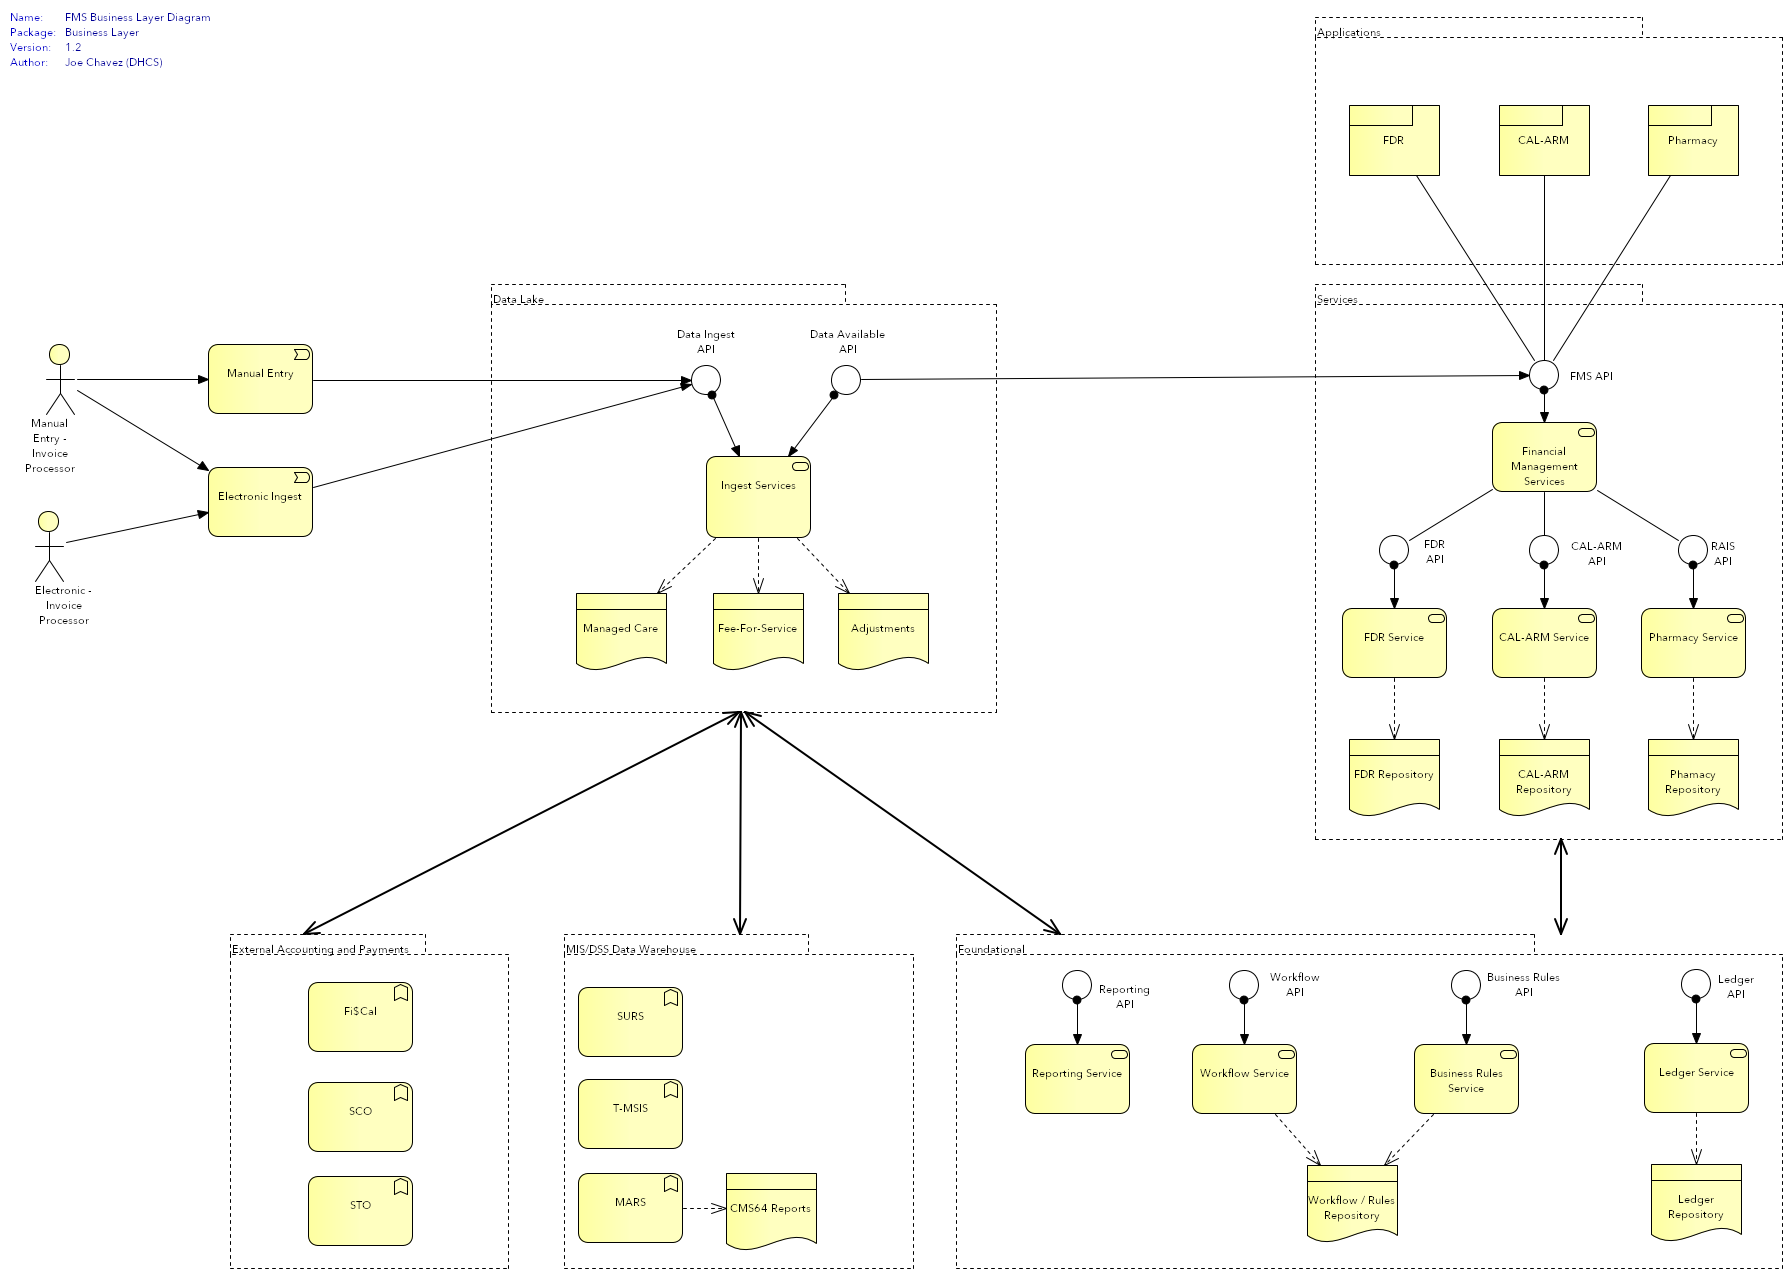 Name: FMS Business Layer Diagram
Package: Business Layer
Version: 1.2
Author: Joe Chavez (DHCS)
Applications
FDR
CAL-ARM
Pharmacy
Data Lake
Services
Data Ingest
API
Data Available
API
FMS API
Manual Entry
Manual
Entry -
Invoice
Processor
Electronic Ingest
Electronic -
Invoice
Processor
Ingest Services
Managed Care
Fee-For-Service
Adjustments
Financial
Management
Services
FDR
API
CAL-ARM
API
RAIS
API
FDR Service
CAL-ARM Service
Pharmacy Service
FDR Repository
CAL-ARM
Repository
Phamacy
Repository
External Accounting and Payments
Fi$Cal
SCO
STO
MIS/DSS Data Warehouse
SURS
T-MSIS
MARS
CMS64 Reports
Foundational
Reporting
API
Workflow
API
Business Rules
API
Ledger
API
Reporting Service
Workflow Service
Business Rules
Service
Ledger Service
Workflow / Rules
Repository
Ledger
Repository